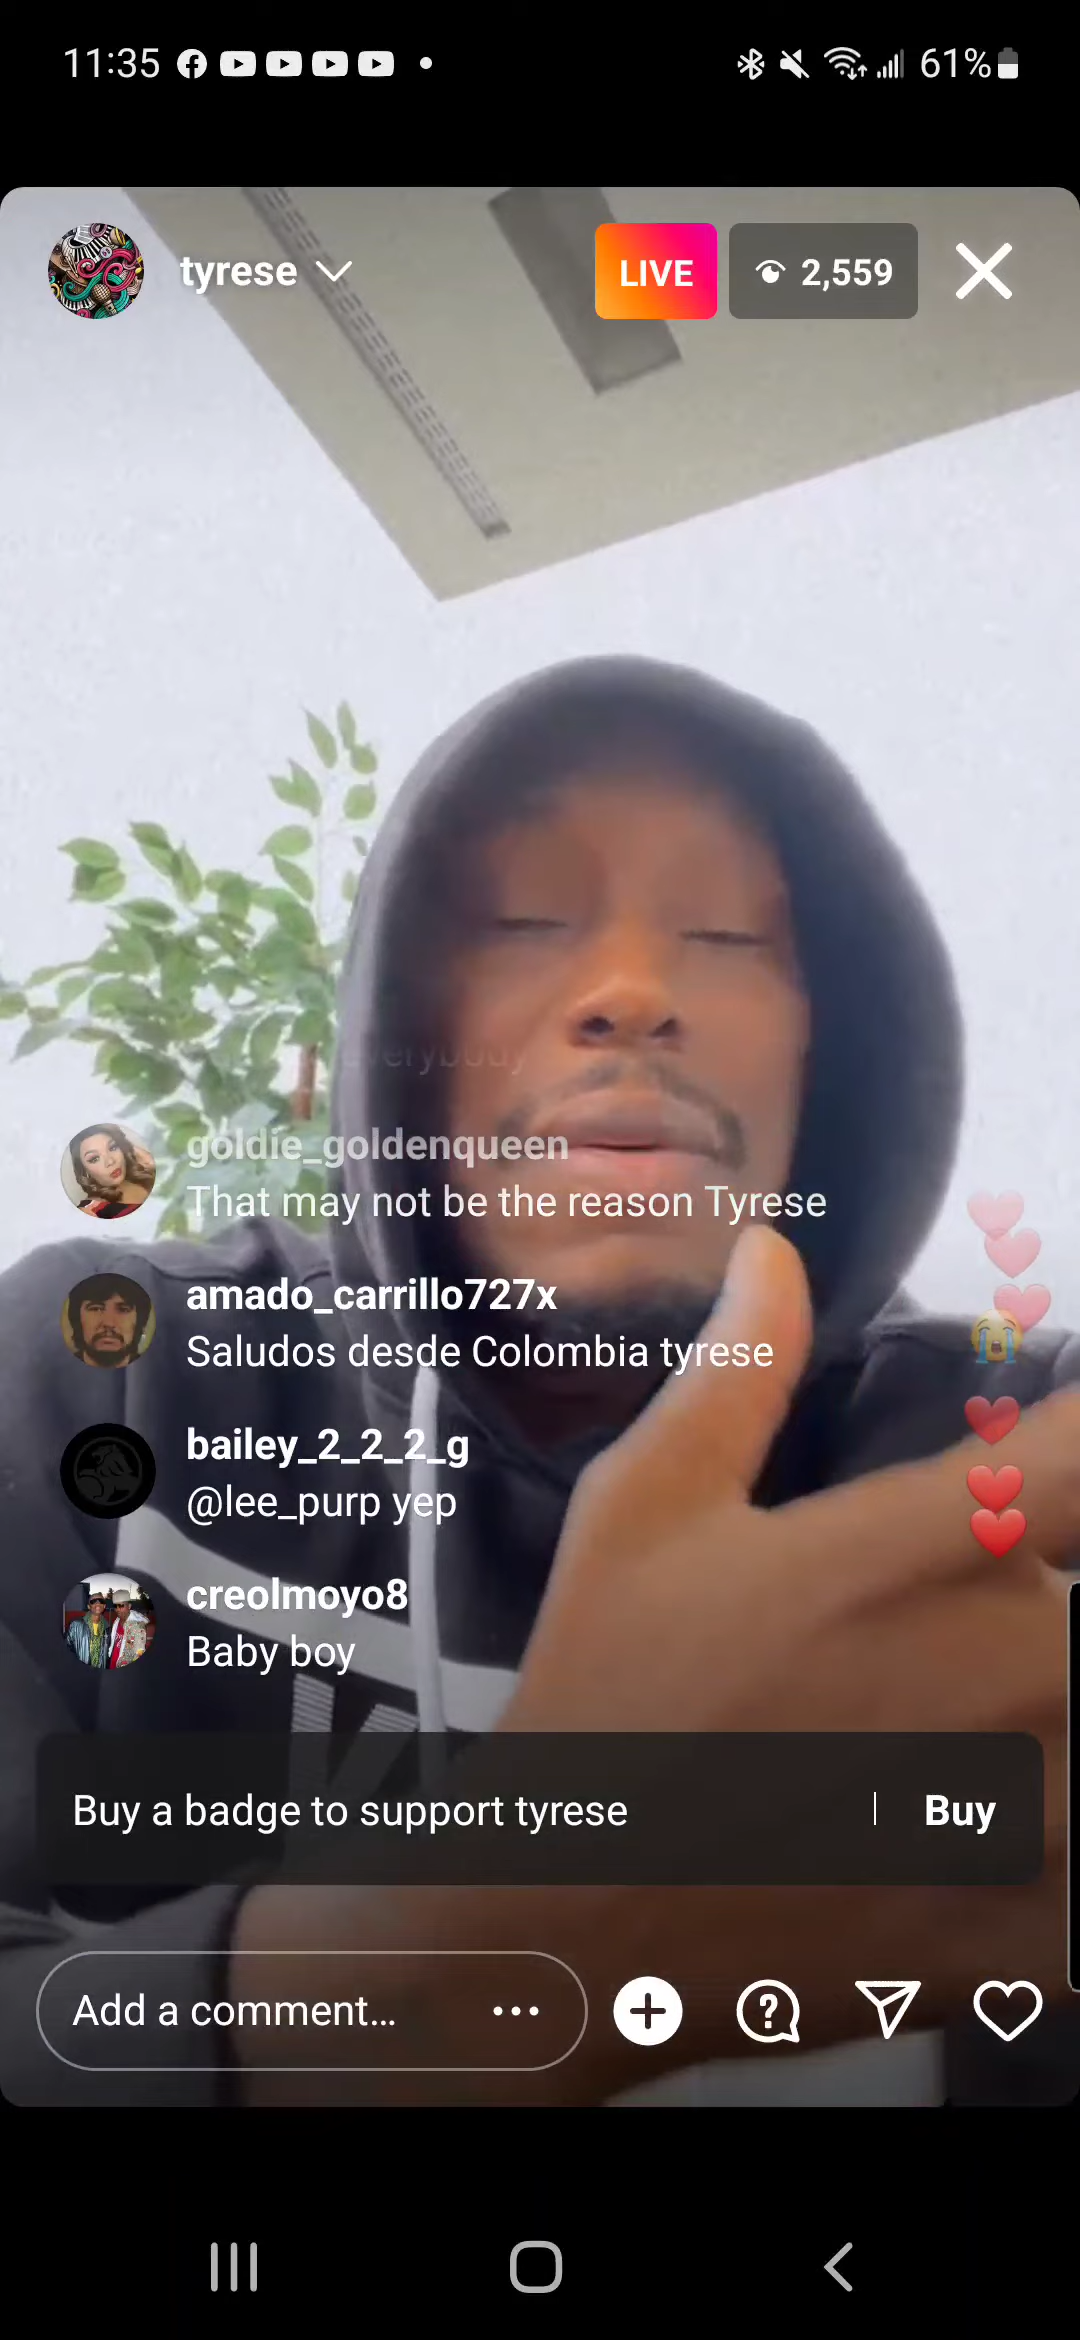 11:35
61%
tyrese
LIVE
2,559
everybody
goldie_goldenqueen
That may not be the reason Tyrese
amado_carrillo727x
Saludos desde Colombia tyrese
bailey_2_2_2_g
@lee_purp yep
creolmoyo8
Baby boy
Buy a badge to support tyrese
Buy
Add a comment...